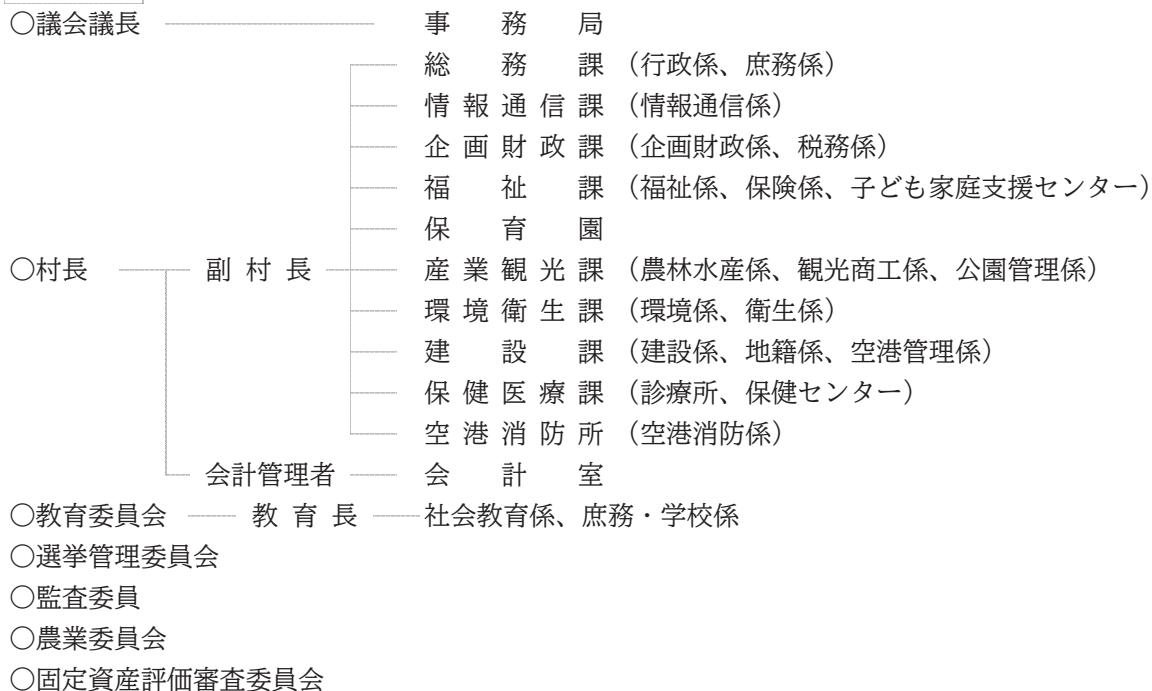 ○議会議長 事務局
総務課（行政係、庶務係）
情報通信課（情報通信係）
企画財政課（企画財政係、税務係）
福祉課（福祉係、保険係、子ども家庭支援センター）
保育園
○村長 副村長 産業観光課（農林水産係、観光商工係、公園管理係）
環境衛生課（環境係、衛生係）
建設課（建設係、地籍係、空港管理係）
保健医療課（診療所、保健センター）
空港消防所（空港消防係）
会計管理者 会計室
○教育委員会 教育長 社会教育係、庶務・学校係
○選挙管理委員会
○監査委員
○農業委員会
○固定資産評価審査委員会